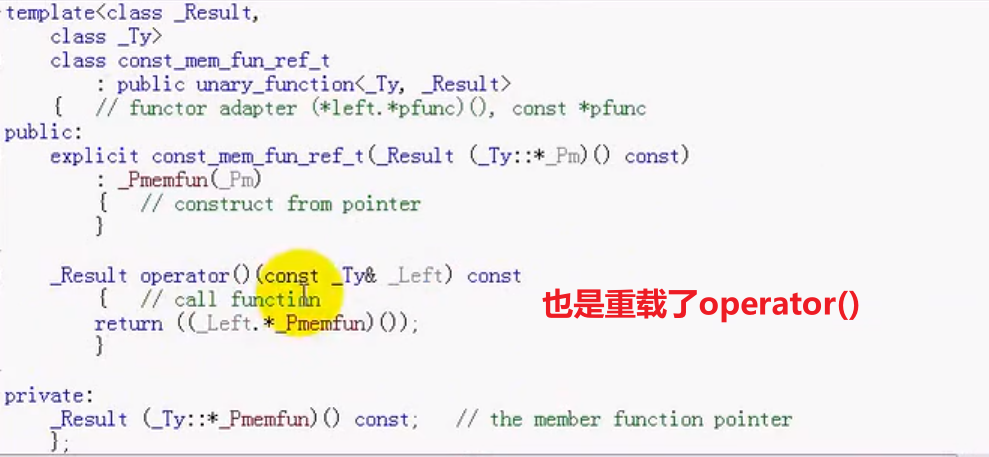 template<class _Result,
class _Ty>
class const_mem_fun_ref_t
: public unary_function<_Ty, _Result>
{ // functor adapter (*left.*pfunc)(), const *pfunc
public:
explicit const_mem_fun_ref_t(_Result (_Ty::*_Pm)() const)
: _Pmemfun(_Pm)
{ // construct from pointer
}
_Result operator()(const _Ty& _Left) const
{ // call function
return ((_Left.*_Pmemfun)());
}
也是重载了operator()
private:
_Result (_Ty::*_Pmemfun)() const; // the member function pointer
};